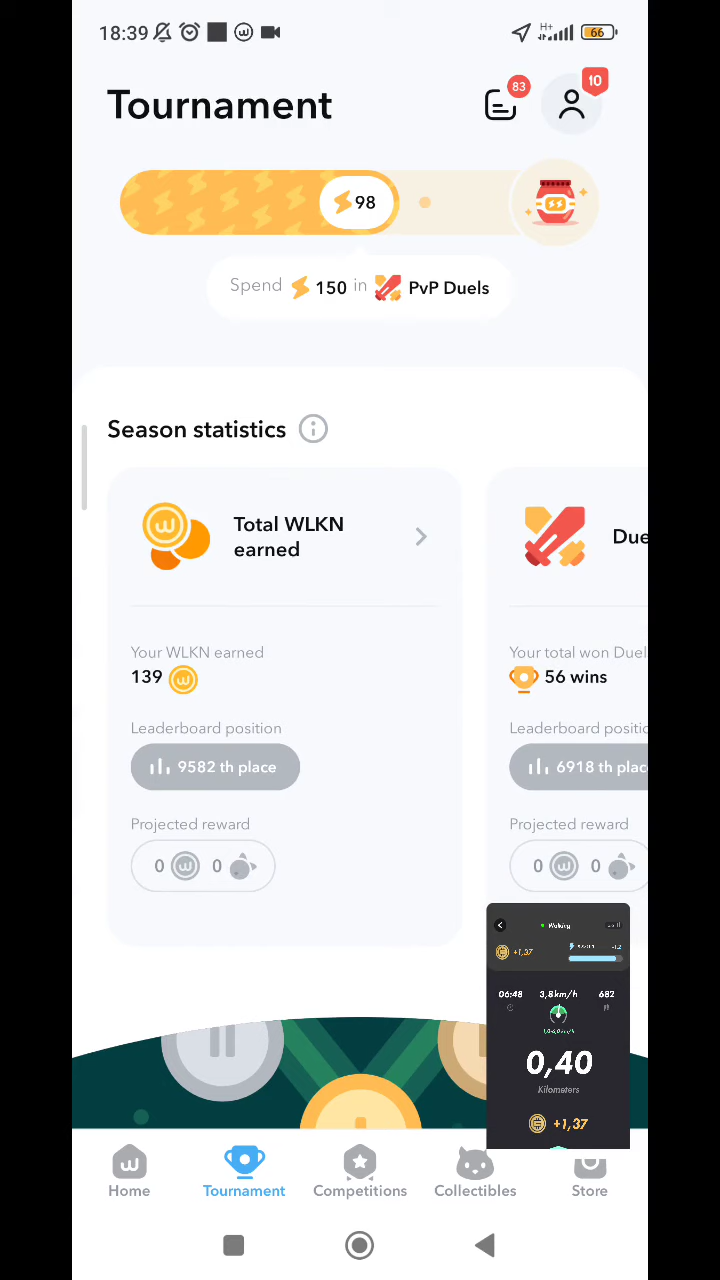 18:39
H+
66
Tournament
83
10
98
Spend 150 in PvP Duels
Season statistics
Total WLKN
earned
Due
Your WLKN earned
139
Leaderboard position
9582 th place
Projected reward
0 0
Your total won Duel
56 wins
Leaderboard positio
6918 th plac
Projected reward
0 0
Walking
+1,37
06:48 3,8km/h 682
0,40
Kilometers
+1,37
Home
Tournament
Competitions
Collectibles
Store